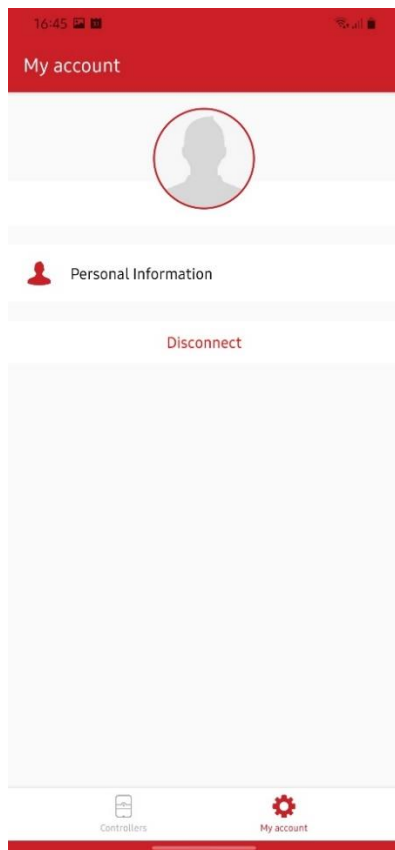 16:45
My account
Personal Information
Disconnect
Controllers
My account